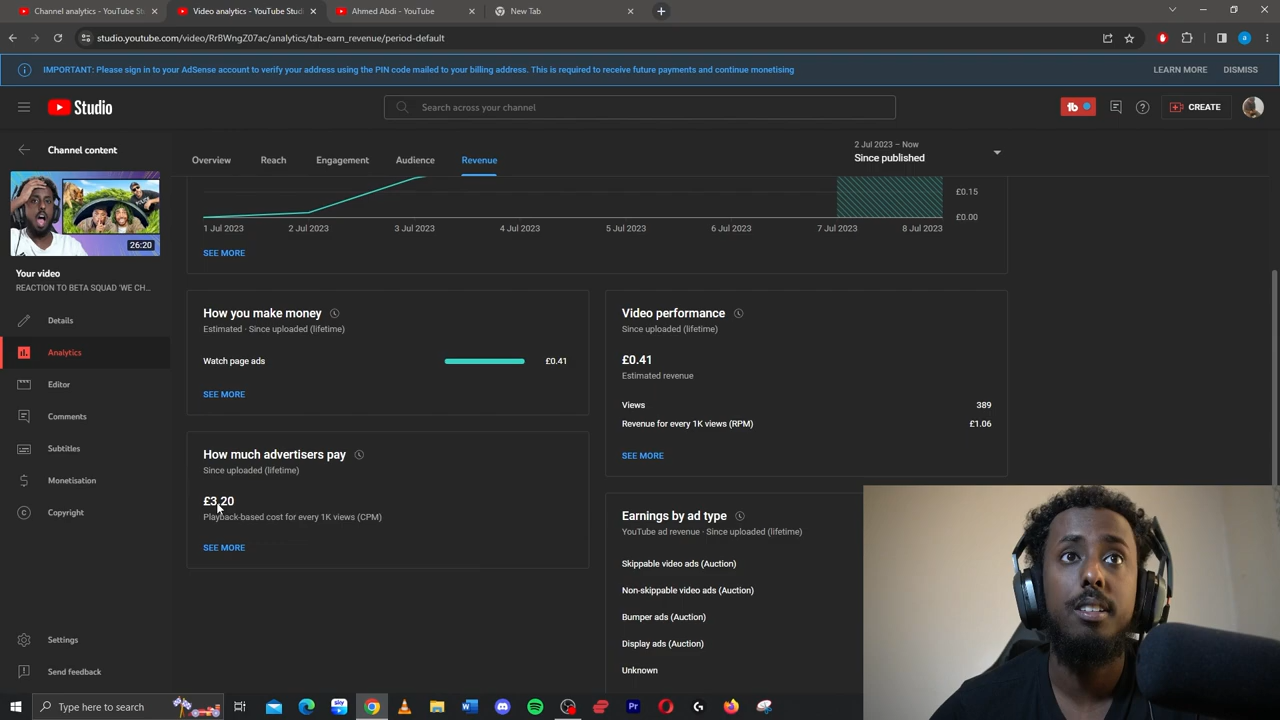 Channel analytics - YouTube Stu
Video analytics - YouTube Studi
Ahmed Abdi - YouTube
New Tab
studio.youtube.com/video/RrBWngZ07ac/analytics/tab-earn_revenue/period-default
IMPORTANT: Please sign in to your AdSense account to verify your address using the PIN code mailed to your billing address. This is required to receive future payments and continue monetising
LEARN MORE
DISMISS
Studio
Search across your channel
CREATE
Channel content
26:20
Your video
REACTION TO BETA SQUAD 'WE CH...
Details
Analytics
Editor
Comments
Subtitles
Monetisation
Copyright
Settings
Send feedback
Overview
Reach
Engagement
Audience
Revenue
2 Jul 2023 – Now
Since published
£0.15
£0.00
1 Jul 2023
2 Jul 2023
3 Jul 2023
4 Jul 2023
5 Jul 2023
6 Jul 2023
7 Jul 2023
8 Jul 2023
SEE MORE
How you make money
Estimated · Since uploaded (lifetime)
Watch page ads £0.41
SEE MORE
How much advertisers pay
Since uploaded (lifetime)
£3.20
Playback-based cost for every 1K views (CPM)
SEE MORE
Video performance
Since uploaded (lifetime)
£0.41
Estimated revenue
Views 389
Revenue for every 1K views (RPM) £1.06
SEE MORE
Earnings by ad type
YouTube ad revenue · Since uploaded (lifetime)
Skippable video ads (Auction)
Non-skippable video ads (Auction)
Bumper ads (Auction)
Display ads (Auction)
Unknown
Type here to search